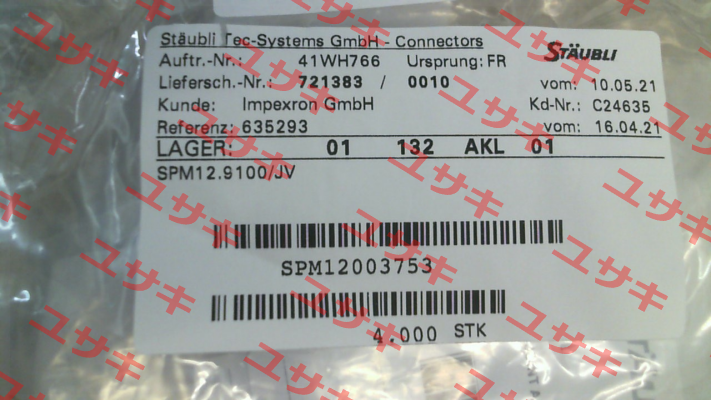 Stäubli Tec-Systems GmbH - Connectors
STÄUBLI
Auftr.-Nr.: 41WH766 Ursprung: FR
Liefersch.-Nr.: 721383 / 0010 vom: 10.05.21
Kunde: Impexron GmbH Kd-Nr.: C24635
Referenz: 635293 vom: 16.04.21
LAGER: 01 132 AKL 01
SPM12.9100/JV
SPM12003753
4.000 STK
ユサキ